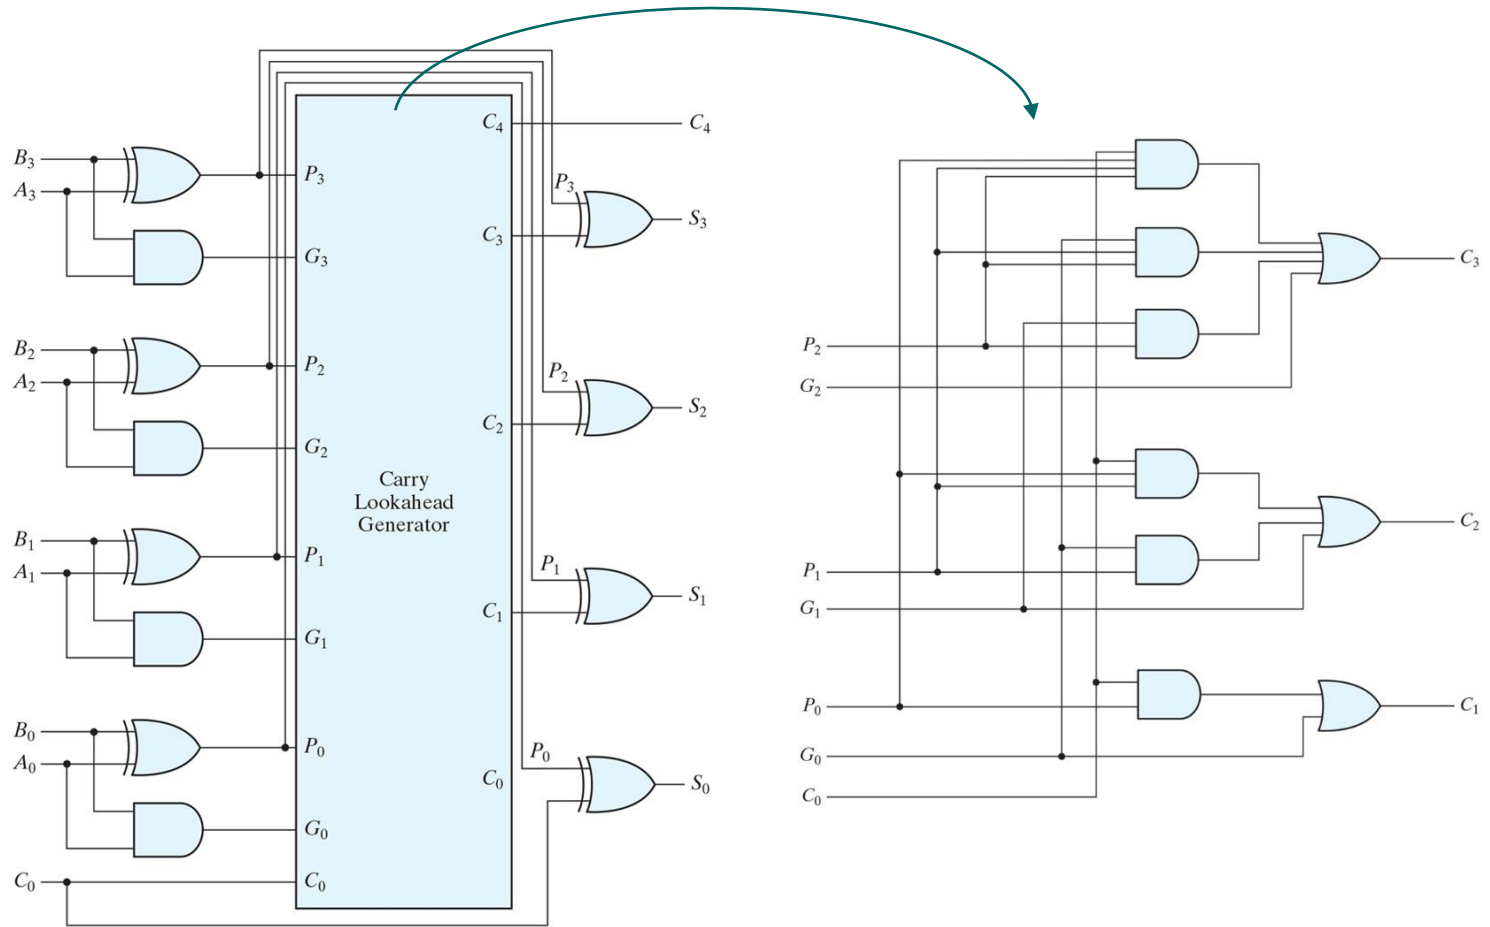 C₄
C₄
B₃
P₃
P₃
A₃
S₃
C₃
G₃
B₂
P₂
P₂
A₂
S₂
C₂
G₂
Carry
Lookahead
Generator
B₁
P₁
P₁
A₁
S₁
C₁
G₁
B₀
P₀
P₀
A₀
C₀
S₀
G₀
C₀
C₀
C₃
P₂
G₂
C₂
P₁
G₁
P₀
C₁
G₀
C₀